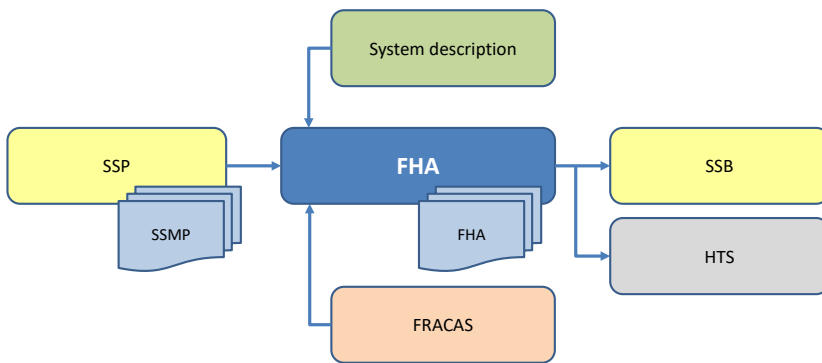 System description
SSP
FHA
SSB
SSMP
FHA
HTS
FRACAS